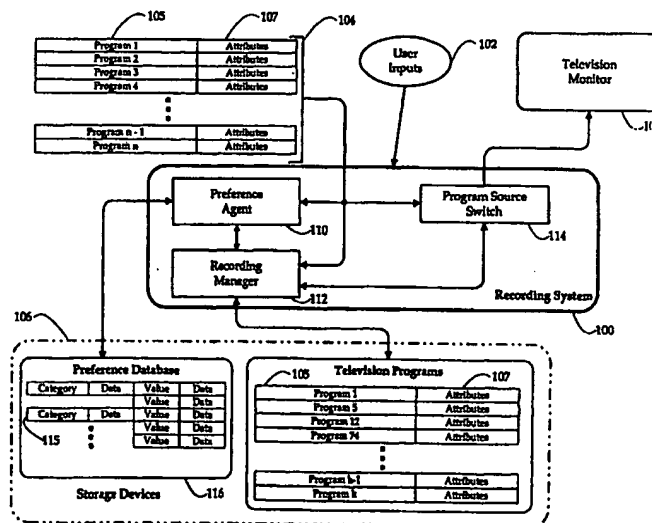 105
107
104
Program 1 Attributes
Program 2 Attributes
Program 3 Attributes
Program 4 Attributes
Program n - 1 Attributes
Program n Attributes
User
Inputs
102
Television
Monitor
Preference
Agent
110
Program Source
Switch
114
Recording
Manager
112
Recording System
100
106
Preference Database
Category Data Value Data
Value Data
Category Data Value Data
Value Data
Value Data
115
Storage Devices
116
Television Programs
105
107
Program 1 Attributes
Program 5 Attributes
Program 12 Attributes
Program 74 Attributes
Program k-1 Attributes
Program k Attributes